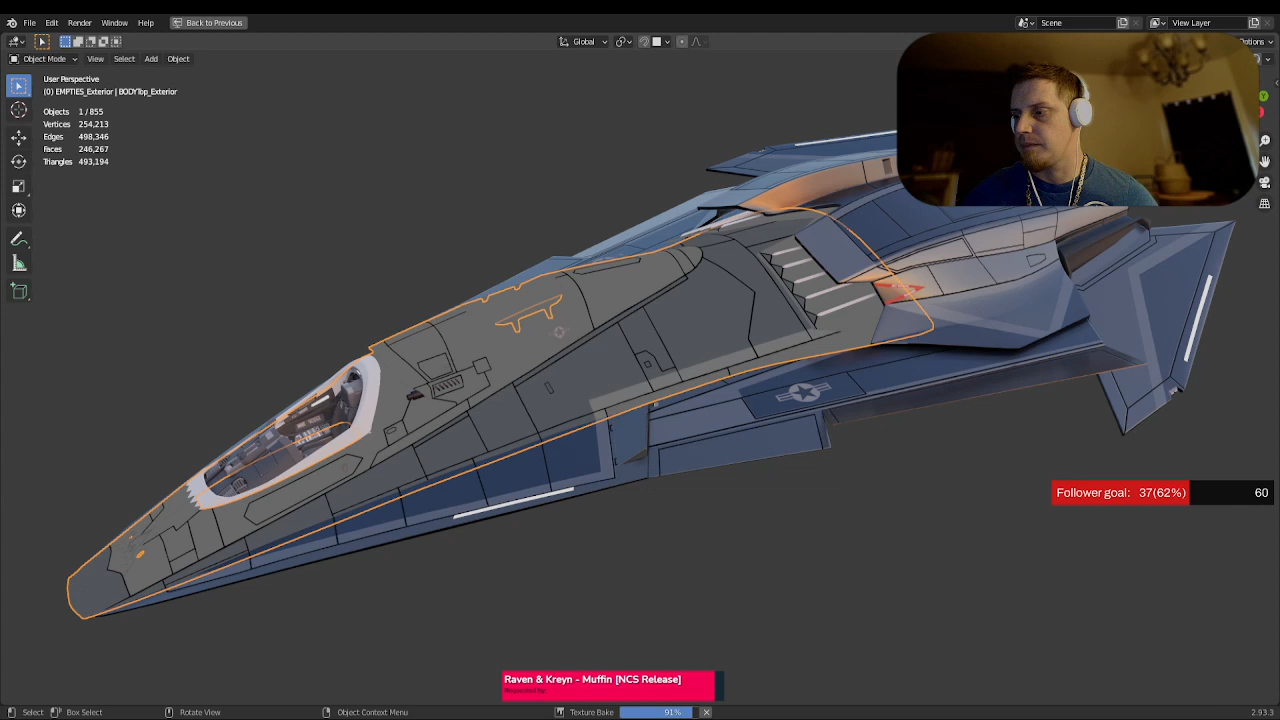 File Edit Render Window Help Back to Previous Scene View Layer
Global Options
Object Mode View Select Add Object
User Perspective
(0) EMPTIES_Exterior | BODYTop_Exterior
Objects 1 / 855
Vertices 254,213
Edges 498,346
Faces 246,267
Triangles 493,194
Follower goal: 37(62%) 60
Raven & Kreyn - Muffin [NCS Release]
Select Box Select Rotate View Object Context Menu Texture Bake 91% 2.93.3